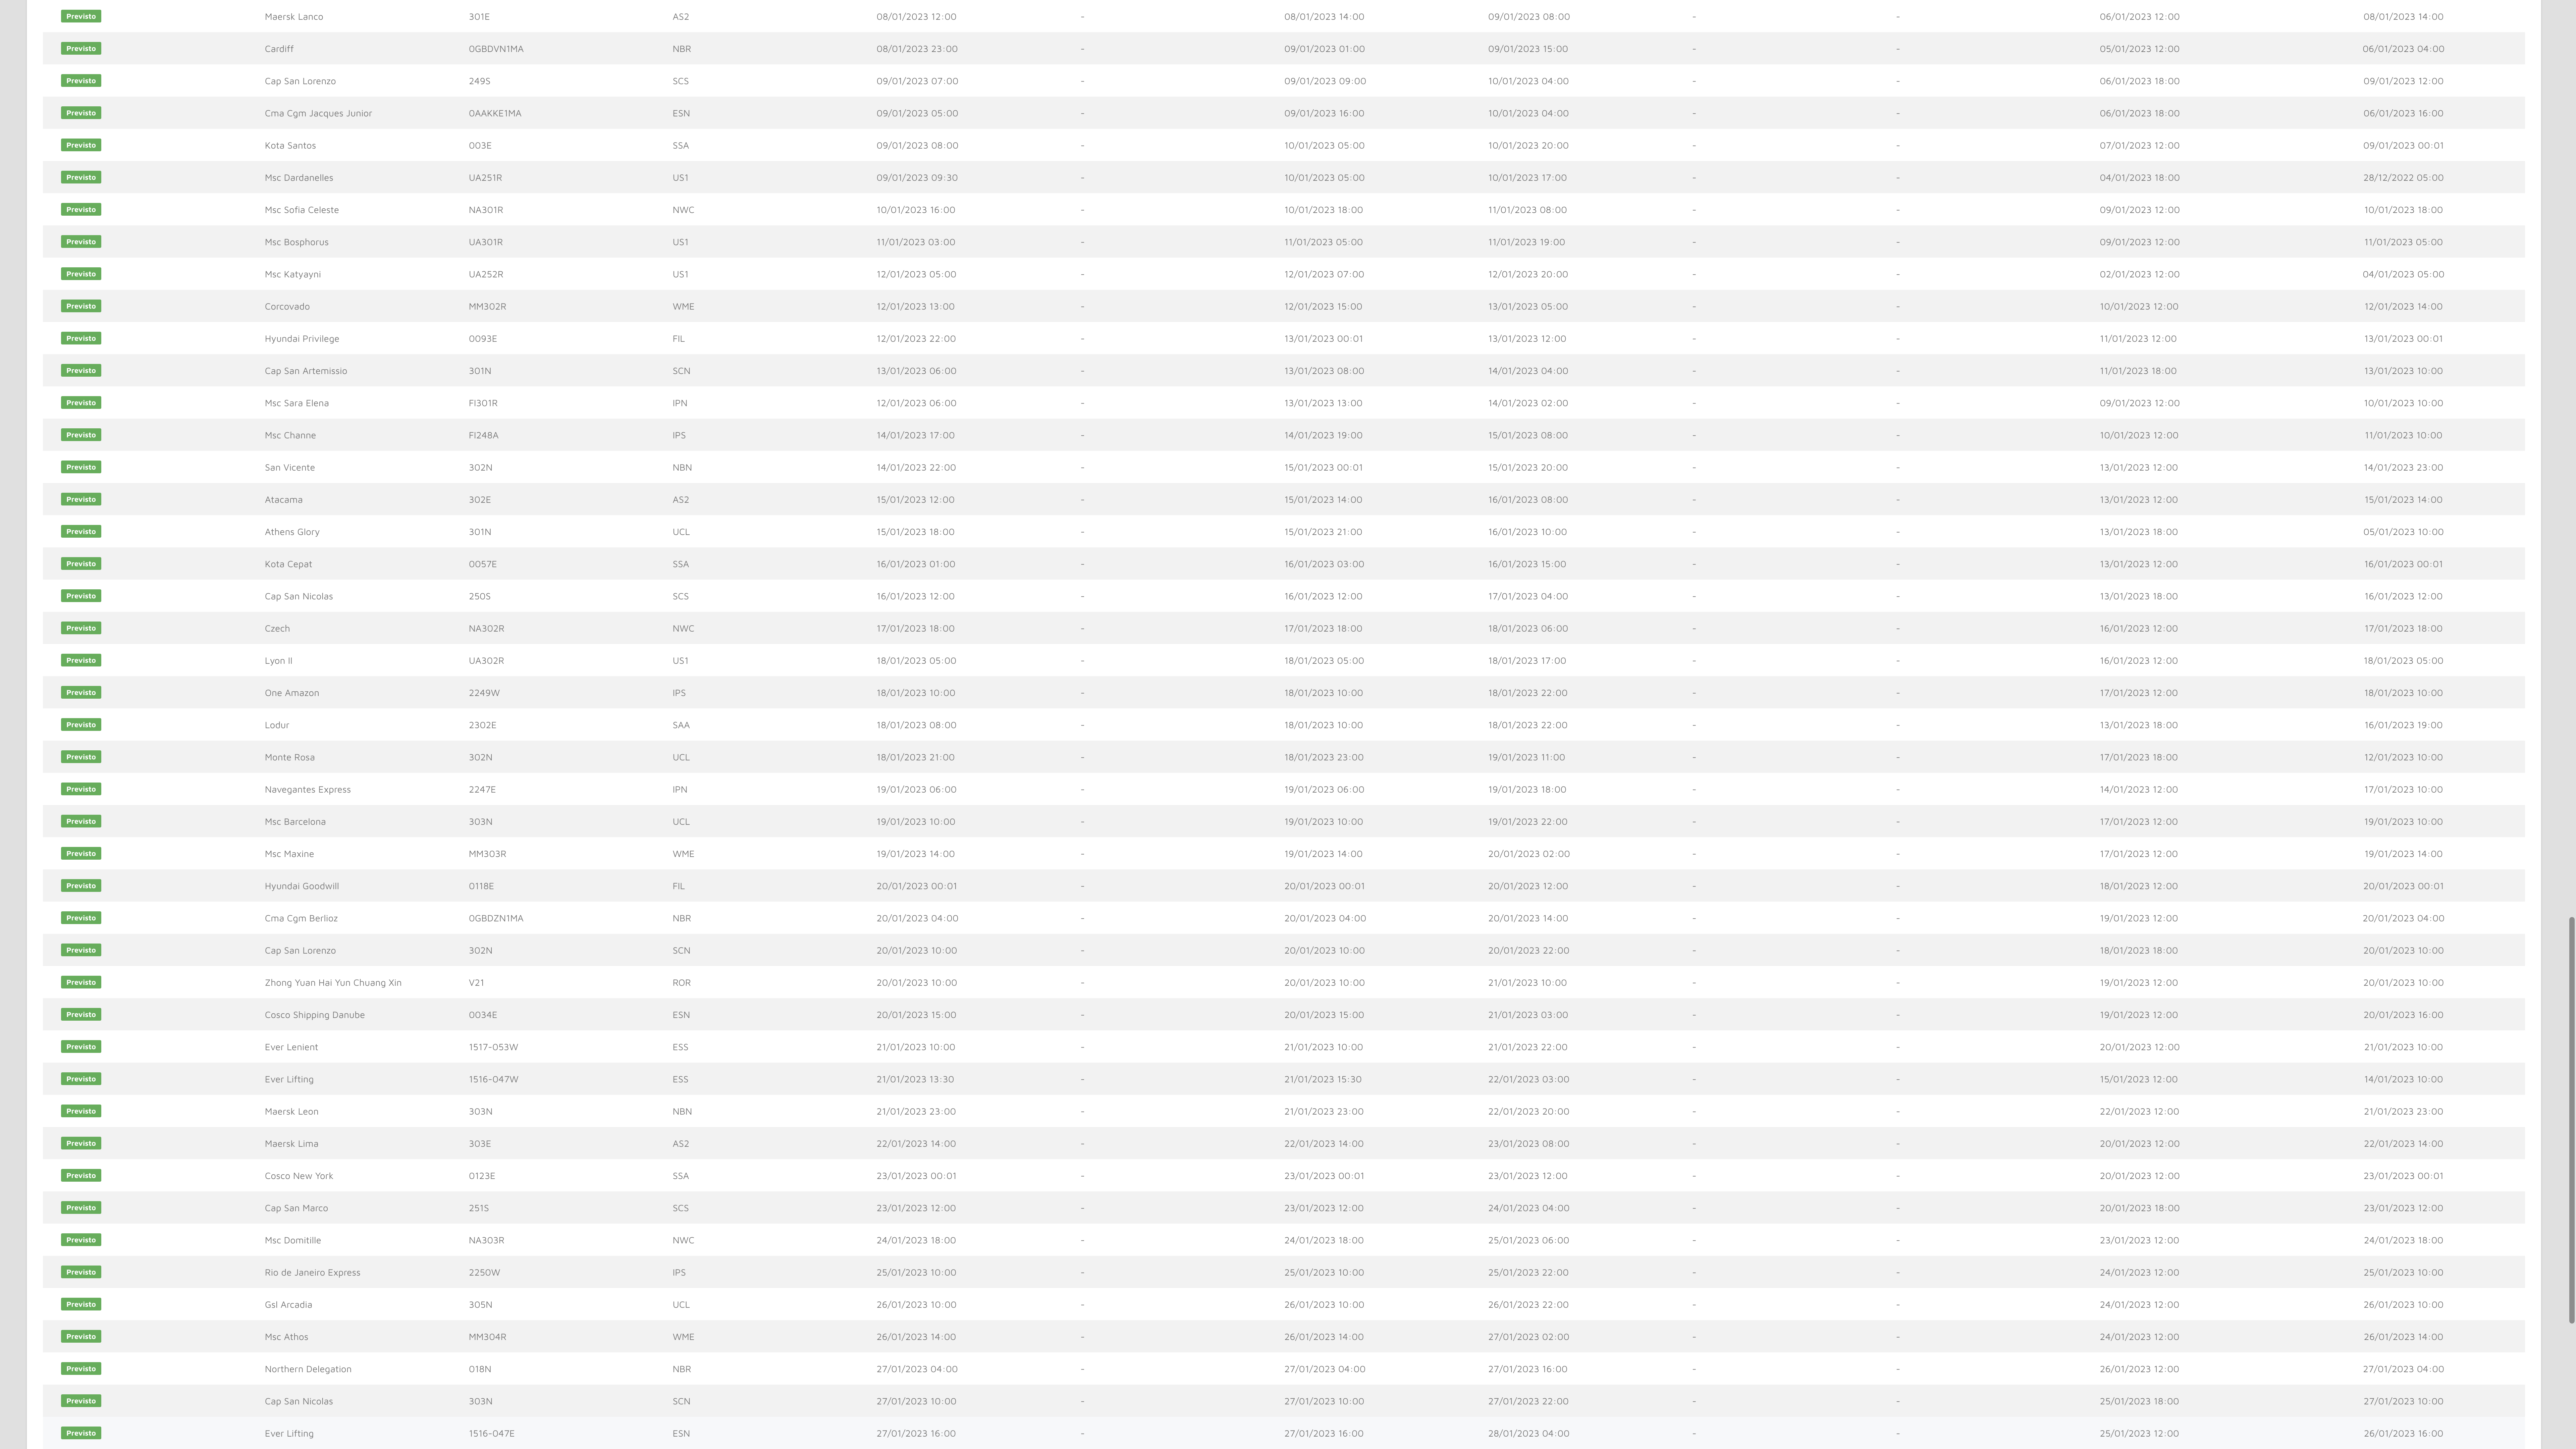 Previsto Maersk Lanco 301E AS2 08/01/2023 12:00 - 08/01/2023 14:00 09/01/2023 08:00 - - 06/01/2023 12:00 08/01/2023 14:00
Previsto Cardiff 0GBDVN1MA NBR 08/01/2023 23:00 - 09/01/2023 01:00 09/01/2023 15:00 - - 05/01/2023 12:00 06/01/2023 04:00
Previsto Cap San Lorenzo 249S SCS 09/01/2023 07:00 - 09/01/2023 09:00 10/01/2023 04:00 - - 06/01/2023 18:00 09/01/2023 12:00
Previsto Cma Cgm Jacques Junior 0AAKKE1MA ESN 09/01/2023 05:00 - 09/01/2023 16:00 10/01/2023 04:00 - - 06/01/2023 18:00 06/01/2023 16:00
Previsto Kota Santos 003E SSA 09/01/2023 08:00 - 10/01/2023 05:00 10/01/2023 20:00 - - 07/01/2023 12:00 09/01/2023 00:01
Previsto Msc Dardanelles UA251R US1 09/01/2023 09:30 - 10/01/2023 05:00 10/01/2023 17:00 - - 04/01/2023 18:00 28/12/2022 05:00
Previsto Msc Sofia Celeste NA301R NWC 10/01/2023 16:00 - 10/01/2023 18:00 11/01/2023 08:00 - - 09/01/2023 12:00 10/01/2023 18:00
Previsto Msc Bosphorus UA301R US1 11/01/2023 03:00 - 11/01/2023 05:00 11/01/2023 19:00 - - 09/01/2023 12:00 11/01/2023 05:00
Previsto Msc Katyayni UA252R US1 12/01/2023 05:00 - 12/01/2023 07:00 12/01/2023 20:00 - - 02/01/2023 12:00 04/01/2023 05:00
Previsto Corcovado MM302R WME 12/01/2023 13:00 - 12/01/2023 15:00 13/01/2023 05:00 - - 10/01/2023 12:00 12/01/2023 14:00
Previsto Hyundai Privilege 0093E FIL 12/01/2023 22:00 - 13/01/2023 00:01 13/01/2023 12:00 - - 11/01/2023 12:00 13/01/2023 00:01
Previsto Cap San Artemissio 301N SCN 13/01/2023 06:00 - 13/01/2023 08:00 14/01/2023 04:00 - - 11/01/2023 18:00 13/01/2023 10:00
Previsto Msc Sara Elena FI301R IPN 12/01/2023 06:00 - 13/01/2023 13:00 14/01/2023 02:00 - - 09/01/2023 12:00 10/01/2023 10:00
Previsto Msc Channe FI248A IPS 14/01/2023 17:00 - 14/01/2023 19:00 15/01/2023 08:00 - - 10/01/2023 12:00 11/01/2023 10:00
Previsto San Vicente 302N NBN 14/01/2023 22:00 - 15/01/2023 00:01 15/01/2023 20:00 - - 13/01/2023 12:00 14/01/2023 23:00
Previsto Atacama 302E AS2 15/01/2023 12:00 - 15/01/2023 14:00 16/01/2023 08:00 - - 13/01/2023 12:00 15/01/2023 14:00
Previsto Athens Glory 301N UCL 15/01/2023 18:00 - 15/01/2023 21:00 16/01/2023 10:00 - - 13/01/2023 18:00 05/01/2023 10:00
Previsto Kota Cepat 0057E SSA 16/01/2023 01:00 - 16/01/2023 03:00 16/01/2023 15:00 - - 13/01/2023 12:00 16/01/2023 00:01
Previsto Cap San Nicolas 250S SCS 16/01/2023 12:00 - 16/01/2023 12:00 17/01/2023 04:00 - - 13/01/2023 18:00 16/01/2023 12:00
Previsto Czech NA302R NWC 17/01/2023 18:00 - 17/01/2023 18:00 18/01/2023 06:00 - - 16/01/2023 12:00 17/01/2023 18:00
Previsto Lyon II UA302R US1 18/01/2023 05:00 - 18/01/2023 05:00 18/01/2023 17:00 - - 16/01/2023 12:00 18/01/2023 05:00
Previsto One Amazon 2249W IPS 18/01/2023 10:00 - 18/01/2023 10:00 18/01/2023 22:00 - - 17/01/2023 12:00 18/01/2023 10:00
Previsto Lodur 2302E SAA 18/01/2023 08:00 - 18/01/2023 10:00 18/01/2023 22:00 - - 13/01/2023 18:00 16/01/2023 19:00
Previsto Monte Rosa 302N UCL 18/01/2023 21:00 - 18/01/2023 23:00 19/01/2023 11:00 - - 17/01/2023 18:00 12/01/2023 10:00
Previsto Navegantes Express 2247E IPN 19/01/2023 06:00 - 19/01/2023 06:00 19/01/2023 18:00 - - 14/01/2023 12:00 17/01/2023 10:00
Previsto Msc Barcelona 303N UCL 19/01/2023 10:00 - 19/01/2023 10:00 19/01/2023 22:00 - - 17/01/2023 12:00 19/01/2023 10:00
Previsto Msc Maxine MM303R WME 19/01/2023 14:00 - 19/01/2023 14:00 20/01/2023 02:00 - - 17/01/2023 12:00 19/01/2023 14:00
Previsto Hyundai Goodwill 0118E FIL 20/01/2023 00:01 - 20/01/2023 00:01 20/01/2023 12:00 - - 18/01/2023 12:00 20/01/2023 00:01
Previsto Cma Cgm Berlioz 0GBDZN1MA NBR 20/01/2023 04:00 - 20/01/2023 04:00 20/01/2023 14:00 - - 19/01/2023 12:00 20/01/2023 04:00
Previsto Cap San Lorenzo 302N SCN 20/01/2023 10:00 - 20/01/2023 10:00 20/01/2023 22:00 - - 18/01/2023 18:00 20/01/2023 10:00
Previsto Zhong Yuan Hai Yun Chuang Xin V21 ROR 20/01/2023 10:00 - 20/01/2023 10:00 21/01/2023 10:00 - - 19/01/2023 12:00 20/01/2023 10:00
Previsto Cosco Shipping Danube 0034E ESN 20/01/2023 15:00 - 20/01/2023 15:00 21/01/2023 03:00 - - 19/01/2023 12:00 20/01/2023 16:00
Previsto Ever Lenient 1517-053W ESS 21/01/2023 10:00 - 21/01/2023 10:00 21/01/2023 22:00 - - 20/01/2023 12:00 21/01/2023 10:00
Previsto Ever Lifting 1516-047W ESS 21/01/2023 13:30 - 21/01/2023 15:30 22/01/2023 03:00 - - 15/01/2023 12:00 14/01/2023 10:00
Previsto Maersk Leon 303N NBN 21/01/2023 23:00 - 21/01/2023 23:00 22/01/2023 20:00 - - 22/01/2023 12:00 21/01/2023 23:00
Previsto Maersk Lima 303E AS2 22/01/2023 14:00 - 22/01/2023 14:00 23/01/2023 08:00 - - 20/01/2023 12:00 22/01/2023 14:00
Previsto Cosco New York 0123E SSA 23/01/2023 00:01 - 23/01/2023 00:01 23/01/2023 12:00 - - 20/01/2023 12:00 23/01/2023 00:01
Previsto Cap San Marco 251S SCS 23/01/2023 12:00 - 23/01/2023 12:00 24/01/2023 04:00 - - 20/01/2023 18:00 23/01/2023 12:00
Previsto Msc Domitille NA303R NWC 24/01/2023 18:00 - 24/01/2023 18:00 25/01/2023 06:00 - - 23/01/2023 12:00 24/01/2023 18:00
Previsto Rio de Janeiro Express 2250W IPS 25/01/2023 10:00 - 25/01/2023 10:00 25/01/2023 22:00 - - 24/01/2023 12:00 25/01/2023 10:00
Previsto Gsl Arcadia 305N UCL 26/01/2023 10:00 - 26/01/2023 10:00 26/01/2023 22:00 - - 24/01/2023 12:00 26/01/2023 10:00
Previsto Msc Athos MM304R WME 26/01/2023 14:00 - 26/01/2023 14:00 27/01/2023 02:00 - - 24/01/2023 12:00 26/01/2023 14:00
Previsto Northern Delegation 018N NBR 27/01/2023 04:00 - 27/01/2023 04:00 27/01/2023 16:00 - - 26/01/2023 12:00 27/01/2023 04:00
Previsto Cap San Nicolas 303N SCN 27/01/2023 10:00 - 27/01/2023 10:00 27/01/2023 22:00 - - 25/01/2023 18:00 27/01/2023 10:00
Previsto Ever Lifting 1516-047E ESN 27/01/2023 16:00 - 27/01/2023 16:00 28/01/2023 04:00 - - 25/01/2023 12:00 26/01/2023 16:00